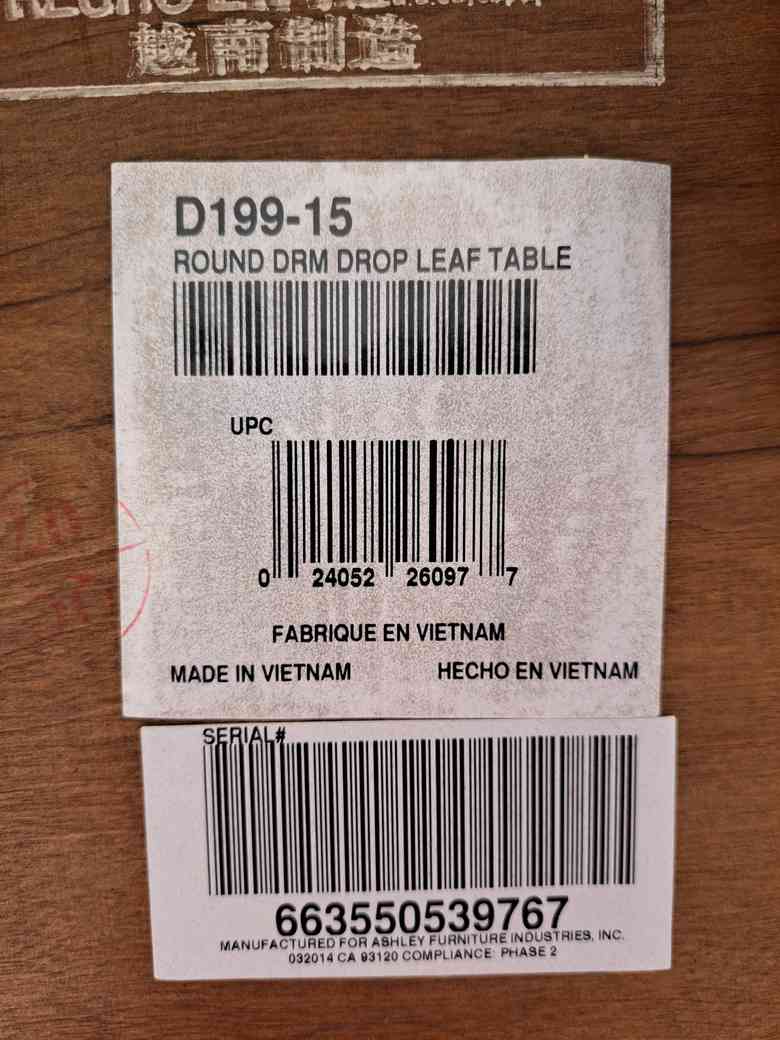 越南製造
D199-15
ROUND DRM DROP LEAF TABLE
UPC
0 24052 26097 7
FABRIQUE EN VIETNAM
MADE IN VIETNAM HECHO EN VIETNAM
SERIAL#
663550539767
MANUFACTURED FOR ASHLEY FURNITURE INDUSTRIES, INC.
032014 CA 93120 COMPLIANCE: PHASE 2